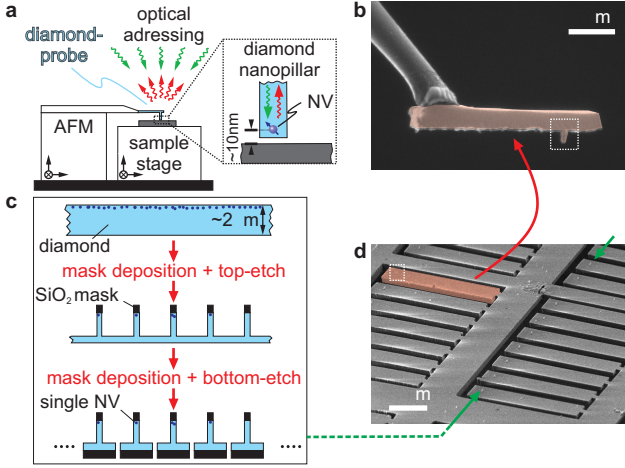 a
optical
adressing
diamond-
probe
diamond
nanopillar
NV
~10nm
AFM
sample
stage
b
m
c
~2 m
diamond
mask deposition + top-etch
SiO₂ mask
mask deposition + bottom-etch
single NV
....
....
d
m